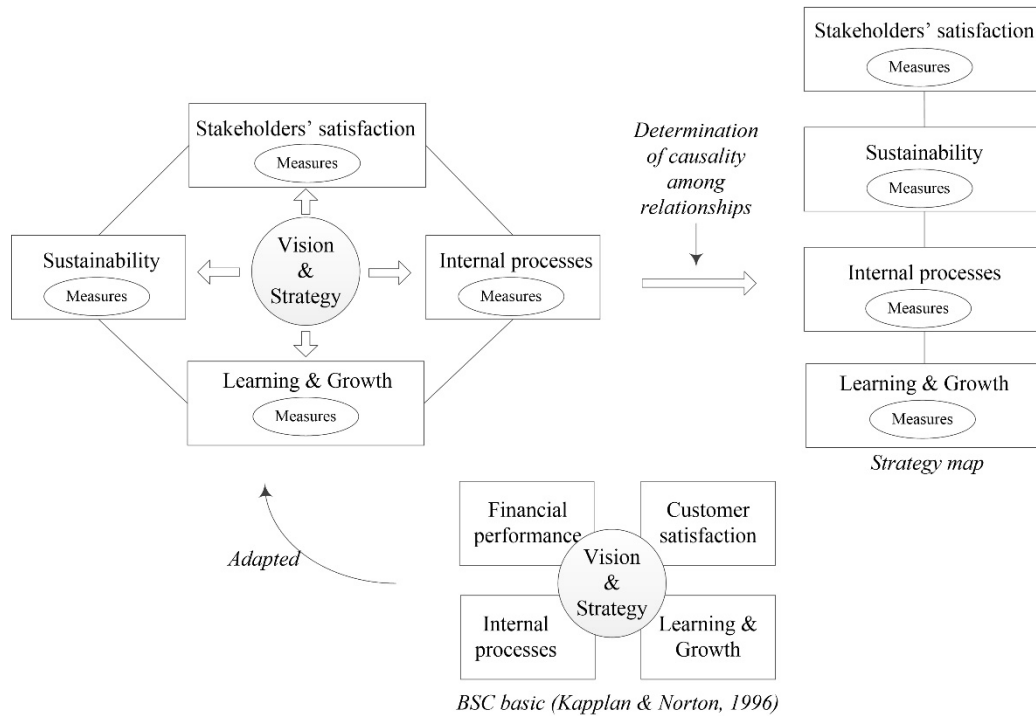 Stakeholders’ satisfaction
Measures
Sustainability
Measures
Vision
&
Strategy
Internal processes
Measures
Learning & Growth
Measures
Determination
of causality
among
relationships
Stakeholders’ satisfaction
Measures
Sustainability
Measures
Internal processes
Measures
Learning & Growth
Measures
Strategy map
Adapted
Financial
performance
Customer
satisfaction
Vision
&
Strategy
Internal
processes
Learning &
Growth
BSC basic (Kapplan & Norton, 1996)